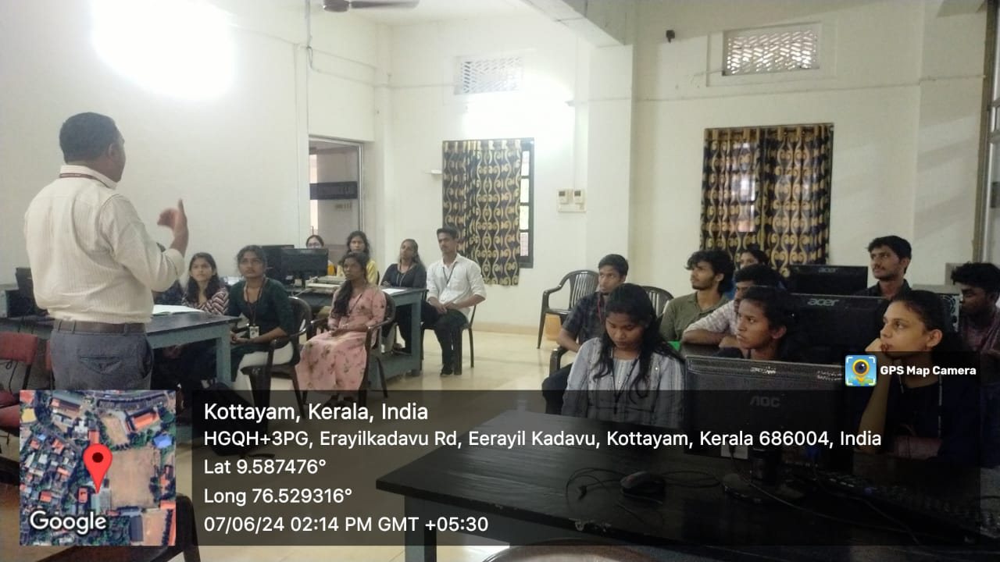 acer
acer
AOC
GPS Map Camera
Kottayam, Kerala, India
HGQH+3PG, Erayilkadavu Rd, Eerayil Kadavu, Kottayam, Kerala 686004, India
Lat 9.587476°
Long 76.529316°
07/06/24 02:14 PM GMT +05:30
Google